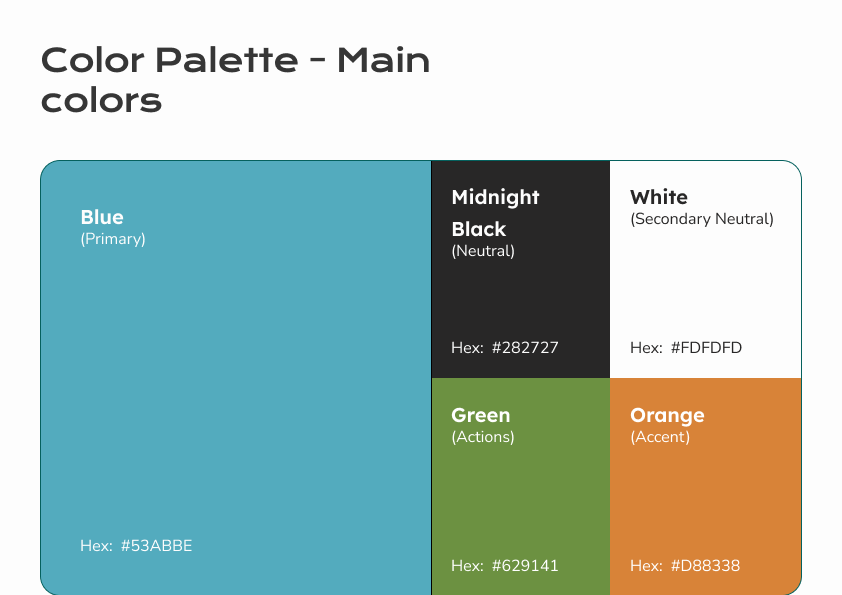 Color Palette - Main
colors
Blue
(Primary)
Hex: #53ABBE
Midnight
Black
(Neutral)
Hex: #282727
White
(Secondary Neutral)
Hex: #FDFDFD
Green
(Actions)
Hex: #629141
Orange
(Accent)
Hex: #D88338